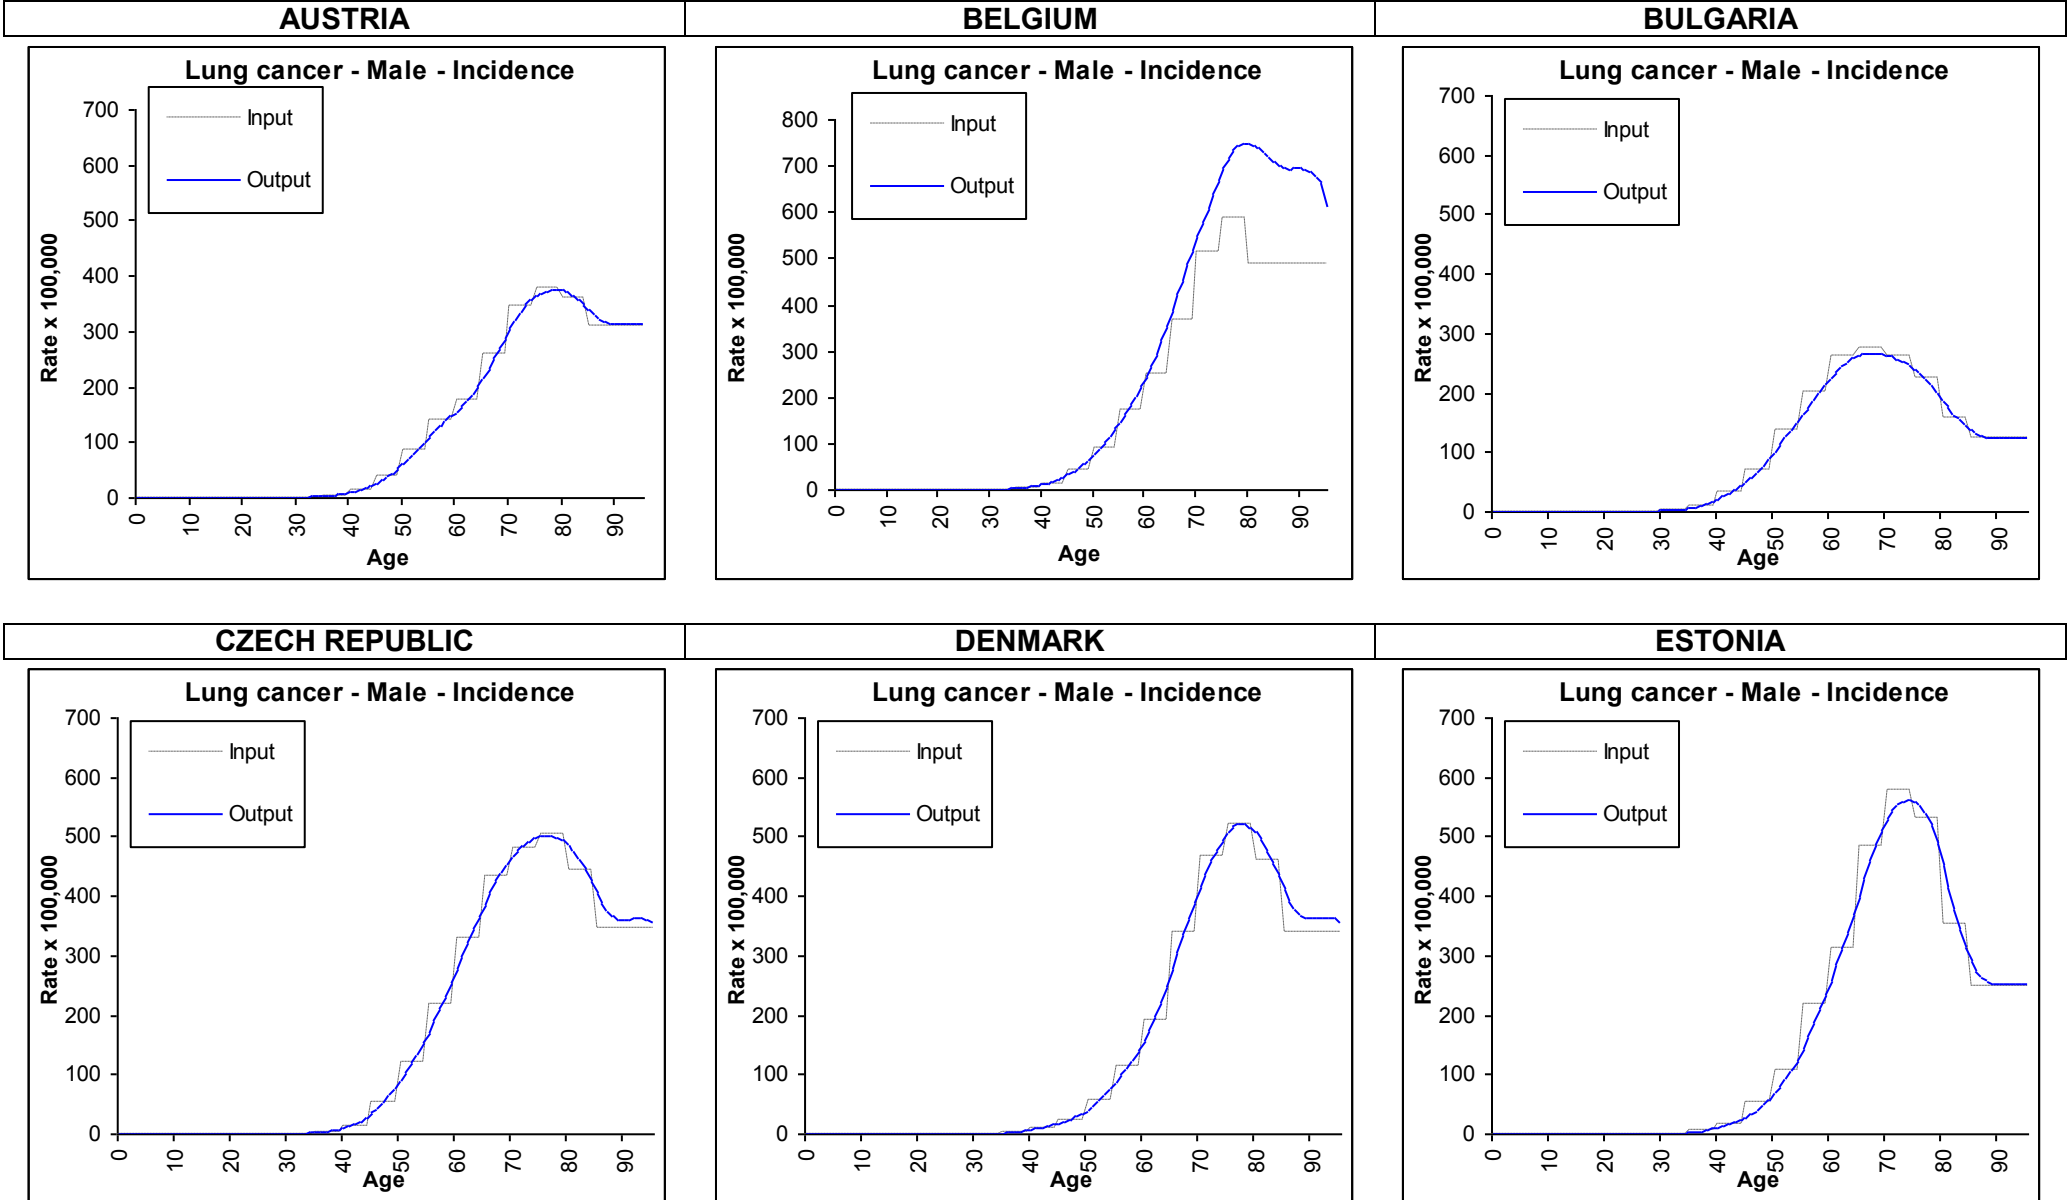 AUSTRIA
BELGIUM
BULGARIA
Lung cancer - Male - Incidence
700
600
500
400
300
200
100
0
Rate x 100,000
Input
Output
0 10 20 30 40 50 60 70 80 90
Age
Lung cancer - Male - Incidence
800
700
600
500
400
300
200
100
0
Rate x 100,000
Input
Output
0 10 20 30 40 50 60 70 80 90
Age
Lung cancer - Male - Incidence
700
600
500
400
300
200
100
0
Rate x 100,000
Input
Output
0 10 20 30 40 50 60 70 80 90
Age
CZECH REPUBLIC
DENMARK
ESTONIA
Lung cancer - Male - Incidence
700
600
500
400
300
200
100
0
Rate x 100,000
Input
Output
0 10 20 30 40 50 60 70 80 90
Age
Lung cancer - Male - Incidence
700
600
500
400
300
200
100
0
Rate x 100,000
Input
Output
0 10 20 30 40 50 60 70 80 90
Age
Lung cancer - Male - Incidence
700
600
500
400
300
200
100
0
Rate x 100,000
Input
Output
0 10 20 30 40 50 60 70 80 90
Age